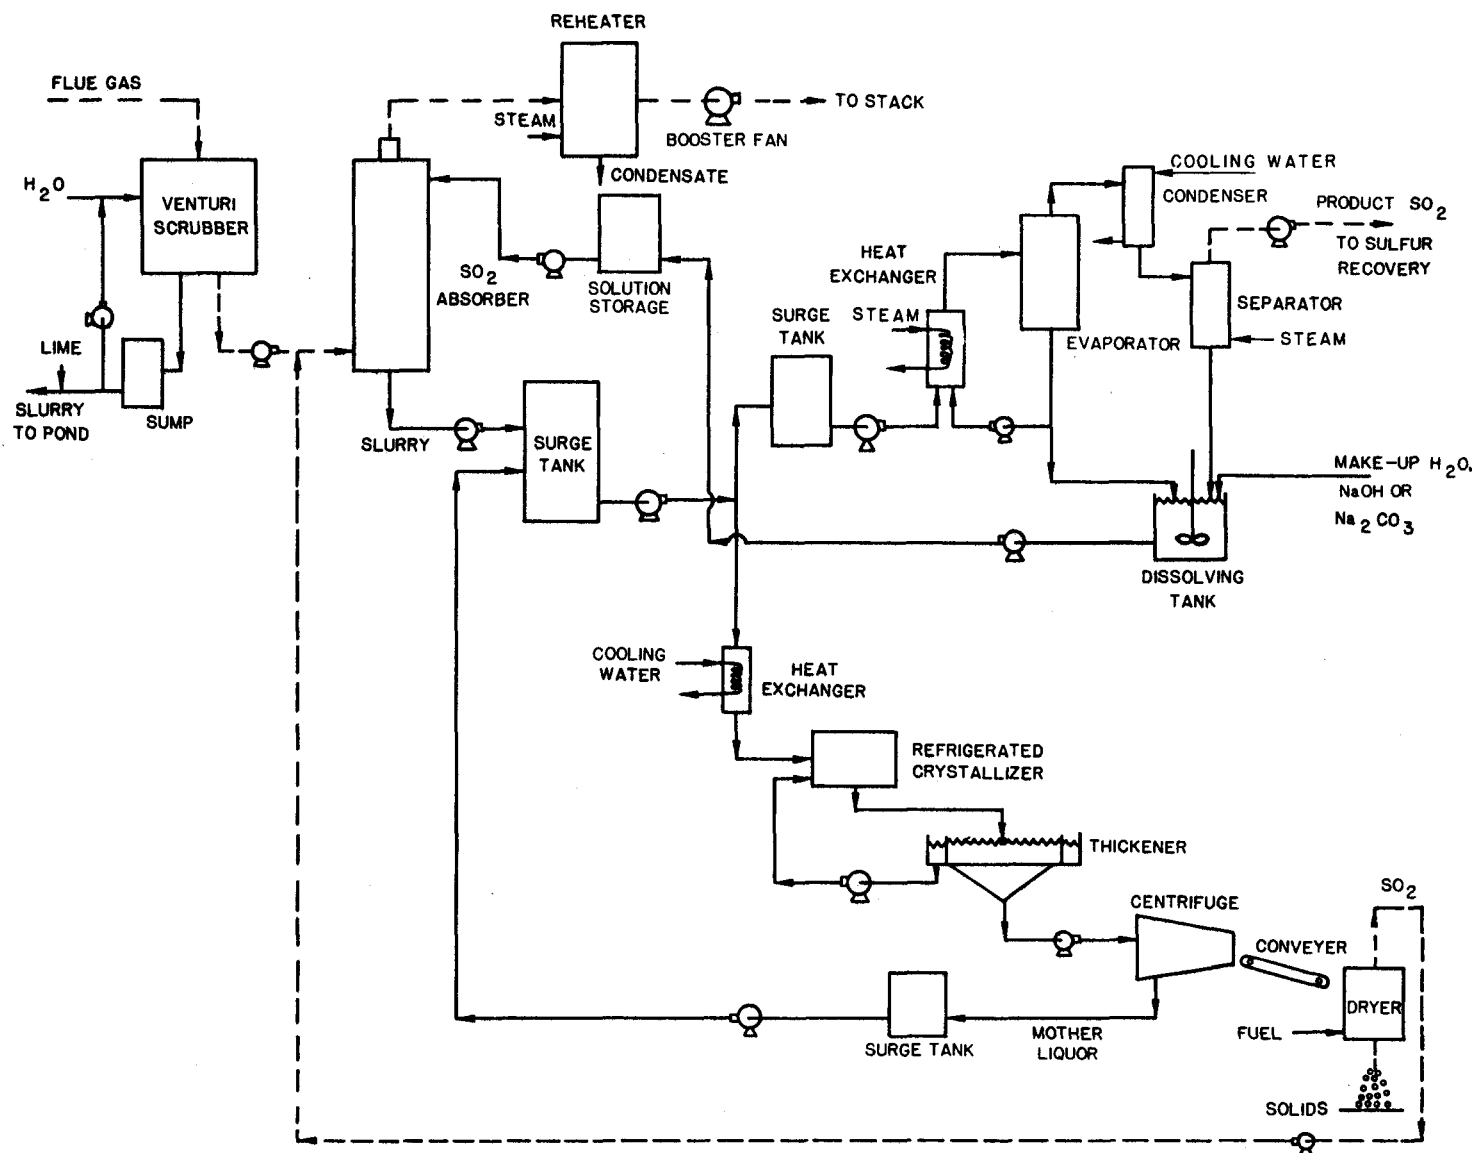 REHEATER
FLUE GAS
STEAM
TO STACK
BOOSTER FAN
CONDENSATE
H2O
VENTURI
SCRUBBER
SO2
ABSORBER
SOLUTION
STORAGE
COOLING WATER
CONDENSER
PRODUCT SO2
TO SULFUR
RECOVERY
HEAT
EXCHANGER
STEAM
SURGE
TANK
EVAPORATOR
SEPARATOR
STEAM
LIME
SLURRY
TO POND
SUMP
SLURRY
SURGE
TANK
MAKE-UP H2O,
NaOH OR
Na2CO3
DISSOLVING
TANK
COOLING
WATER
HEAT
EXCHANGER
REFRIGERATED
CRYSTALLIZER
THICKENER
CENTRIFUGE
SO2
CONVEYER
DRYER
FUEL
MOTHER
LIQUOR
SURGE TANK
SOLIDS